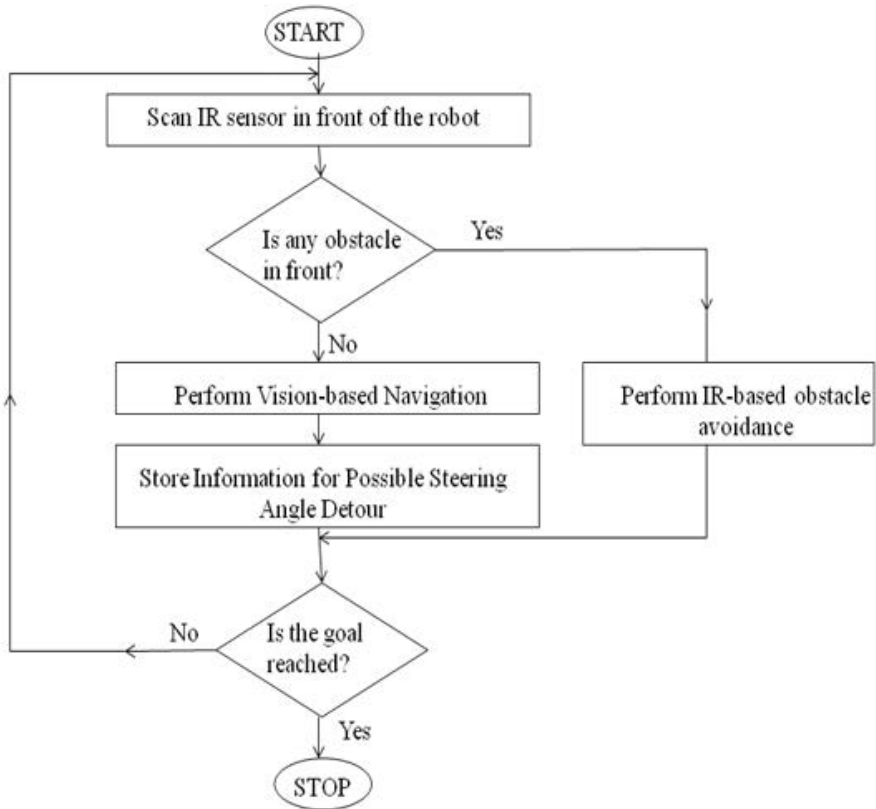 START
Scan IR sensor in front of the robot
Is any obstacle
in front?
Yes
No
Perform Vision-based Navigation
Perform IR-based obstacle
avoidance
Store Information for Possible Steering
Angle Detour
No
Is the goal
reached?
Yes
STOP